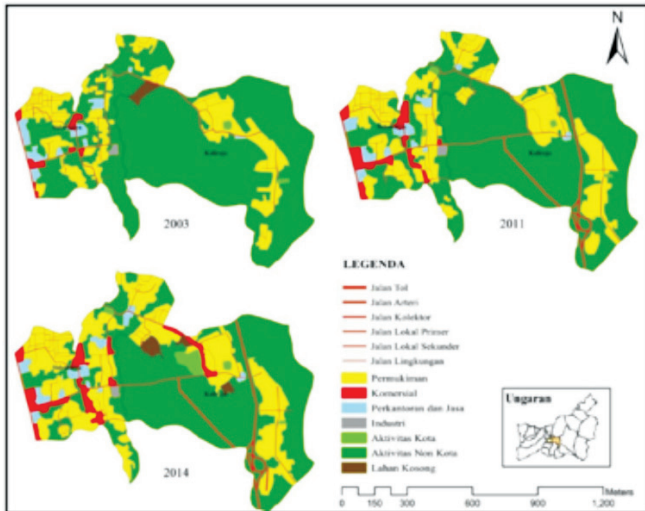 N
2003
2011
2014
LEGENDA
Jalan Tol
Jalan Arteri
Jalan Kolektor
Jalan Lokal Primer
Jalan Lokal Sekunder
Jalan Lingkungan
Permukiman
Komersial
Perkantoran dan Jasa
Industri
Aktivitas Kota
Aktivitas Non Kota
Lahan Kosong
Ungaran
Meters
0 150 300 600 900 1,200